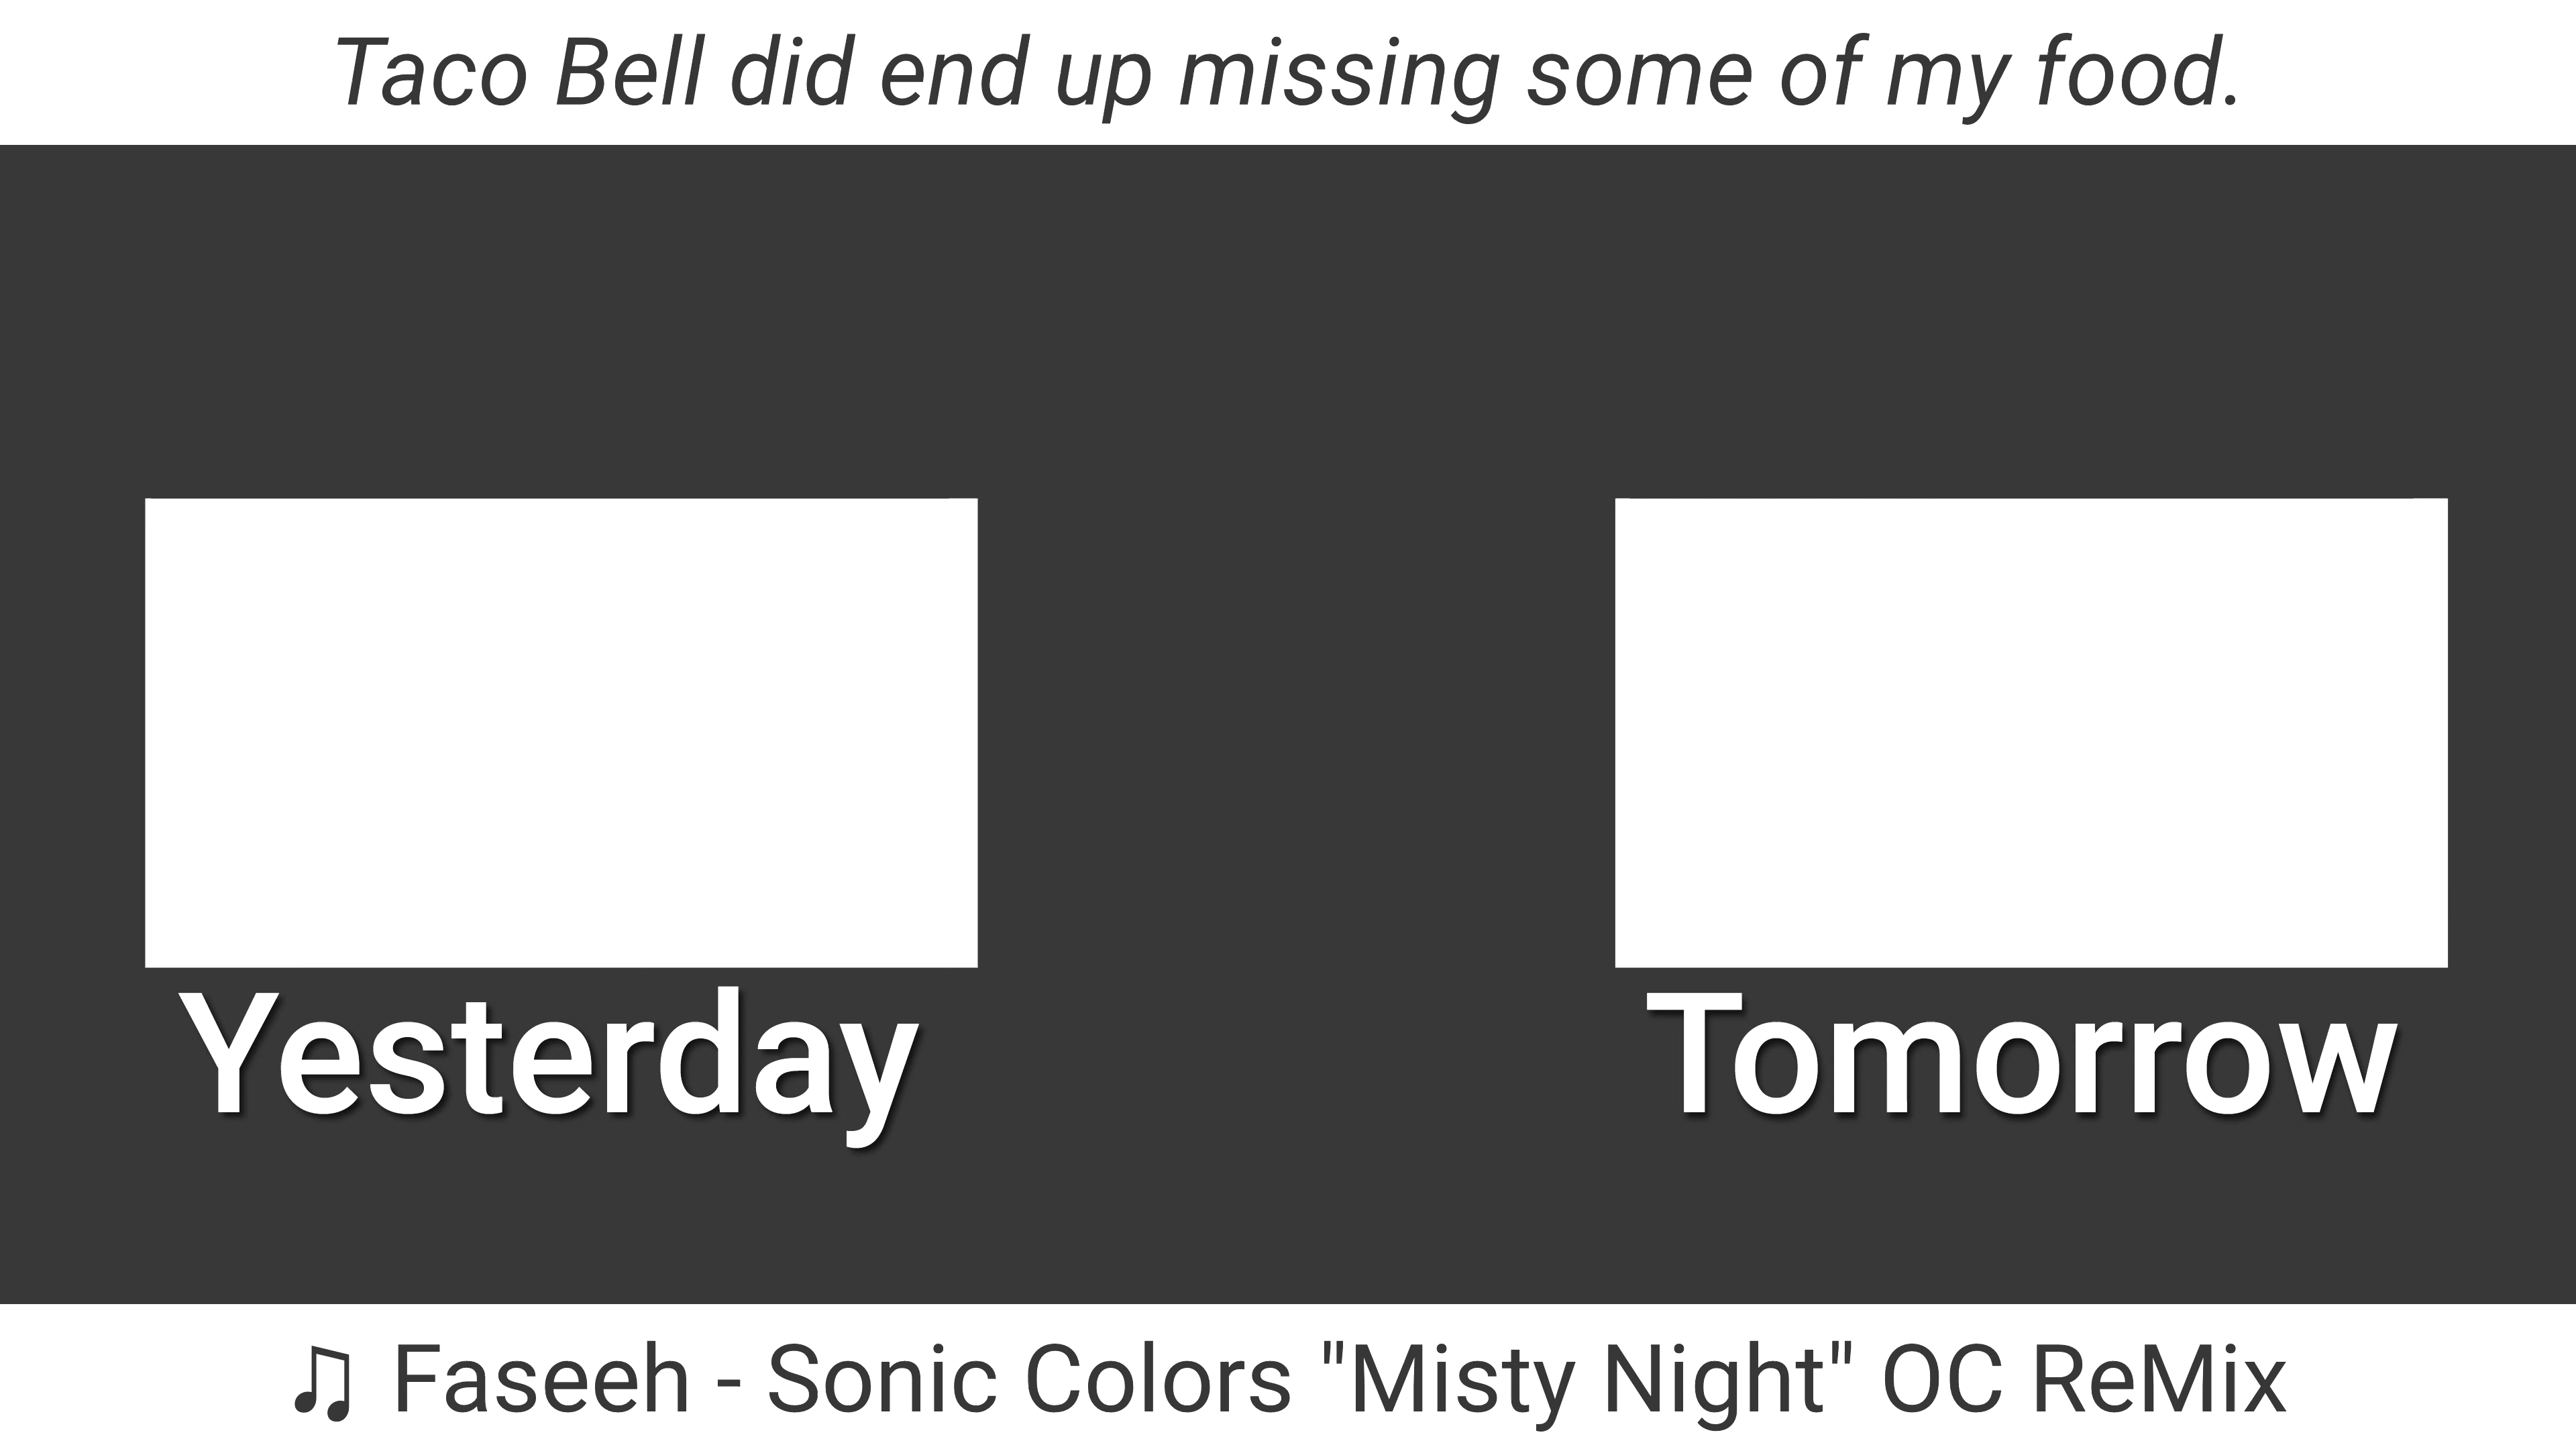 Taco Bell did end up missing some of my food.
Yesterday
Tomorrow
♫ Faseeh - Sonic Colors "Misty Night" OC ReMix